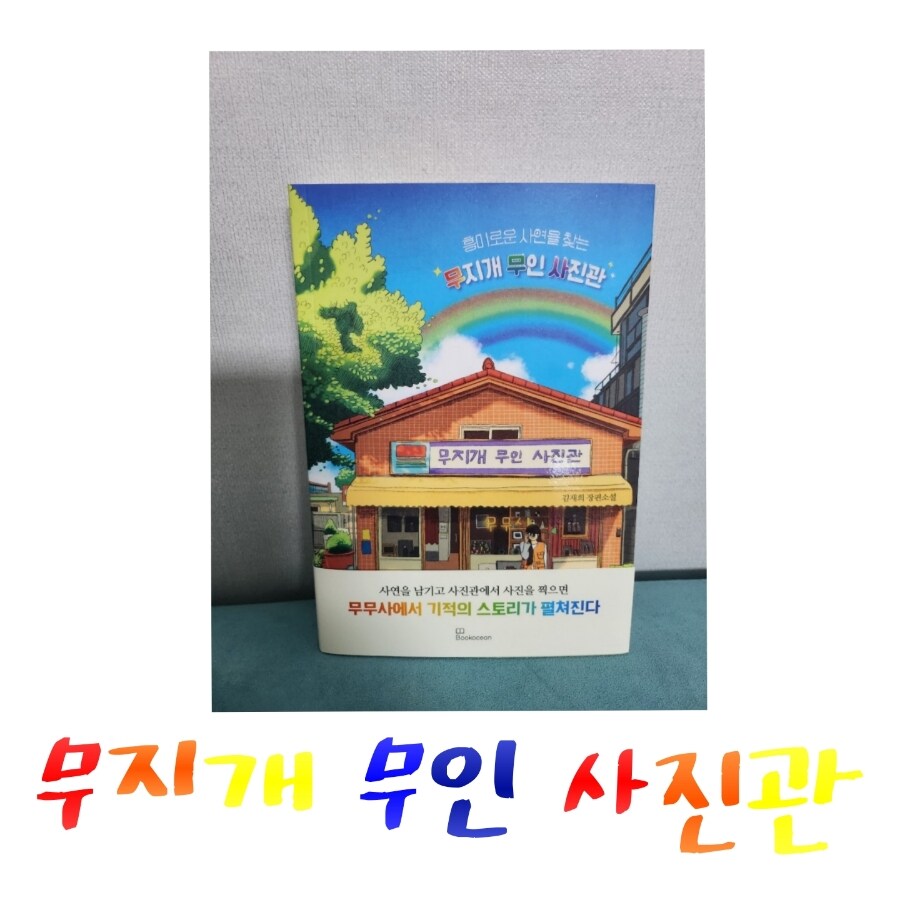 흥미로운 사연을 찾는
무지개 무인 사진관
무지개 무인 사진관
김재희 장편소설
사연을 남기고 사진관에서 사진을 찍으면
무무사에서 기적의 스토리가 펼쳐진다
Bookocean
무지개 무인 사진관